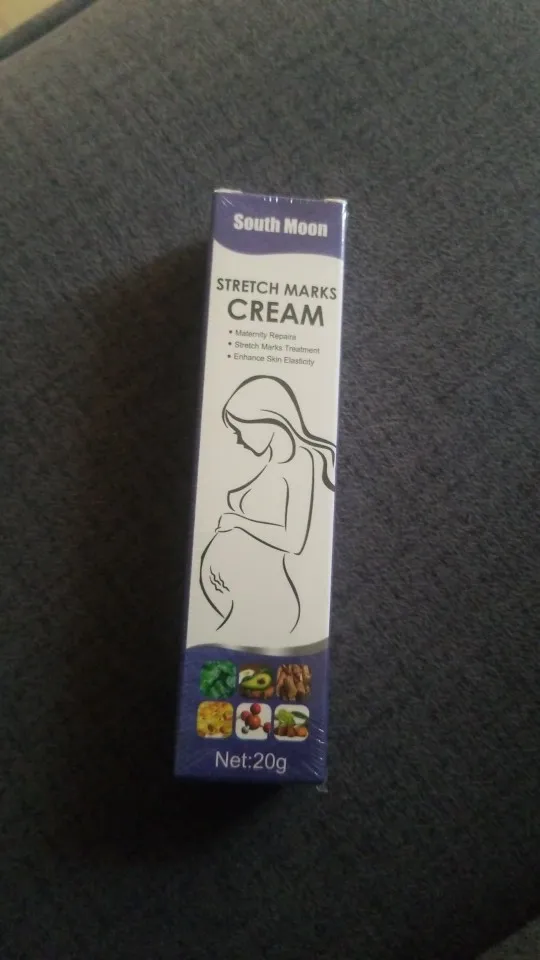 South Moon
STRETCH MARKS
CREAM
• Maternity Repairs
• Stretch Marks Treatment
• Enhance Skin Elasticity
Net:20g